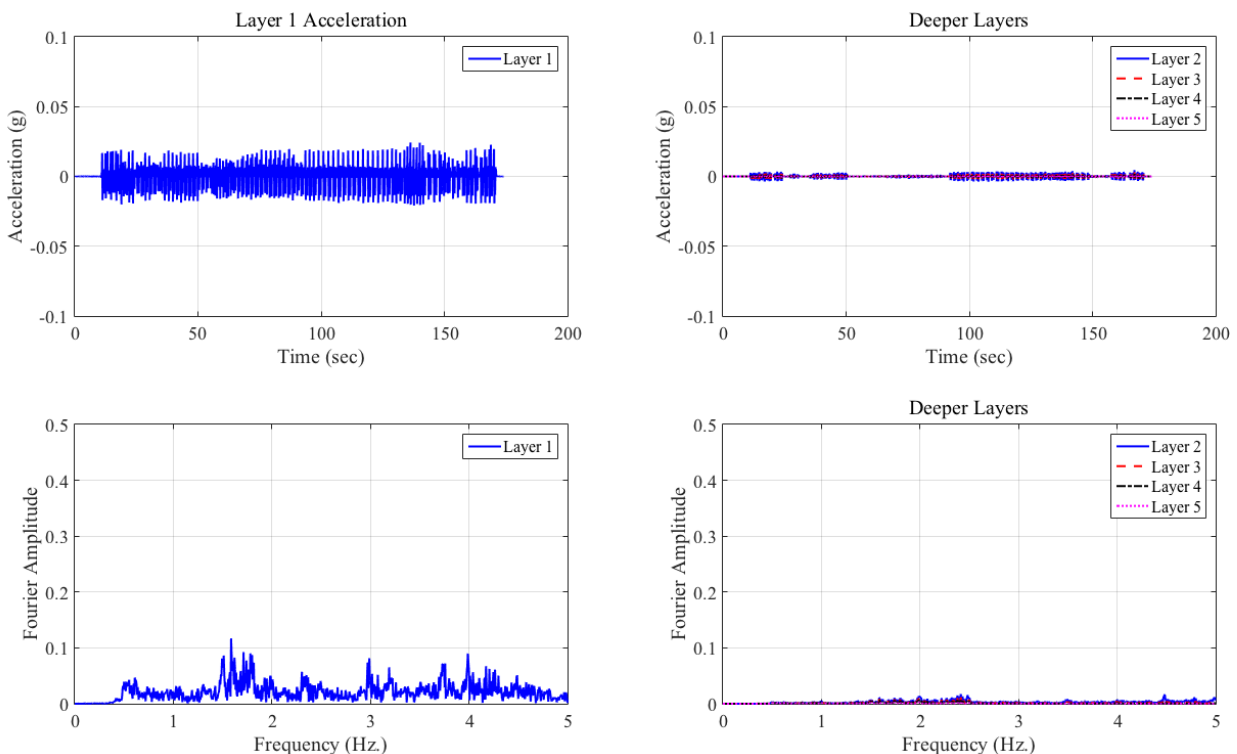 Layer 1 Acceleration
0.1
0.05
0
-0.05
-0.1
Acceleration (g)
Layer 1
0 50 100 150 200
Time (sec)
Deeper Layers
0.1
0.05
0
-0.05
-0.1
Acceleration (g)
Layer 2
Layer 3
Layer 4
Layer 5
0 50 100 150 200
Time (sec)
0.5
0.4
0.3
0.2
0.1
0
Fourier Amplitude
Layer 1
0 1 2 3 4 5
Frequency (Hz.)
Deeper Layers
0.5
0.4
0.3
0.2
0.1
0
Fourier Amplitude
Layer 2
Layer 3
Layer 4
Layer 5
0 1 2 3 4 5
Frequency (Hz.)